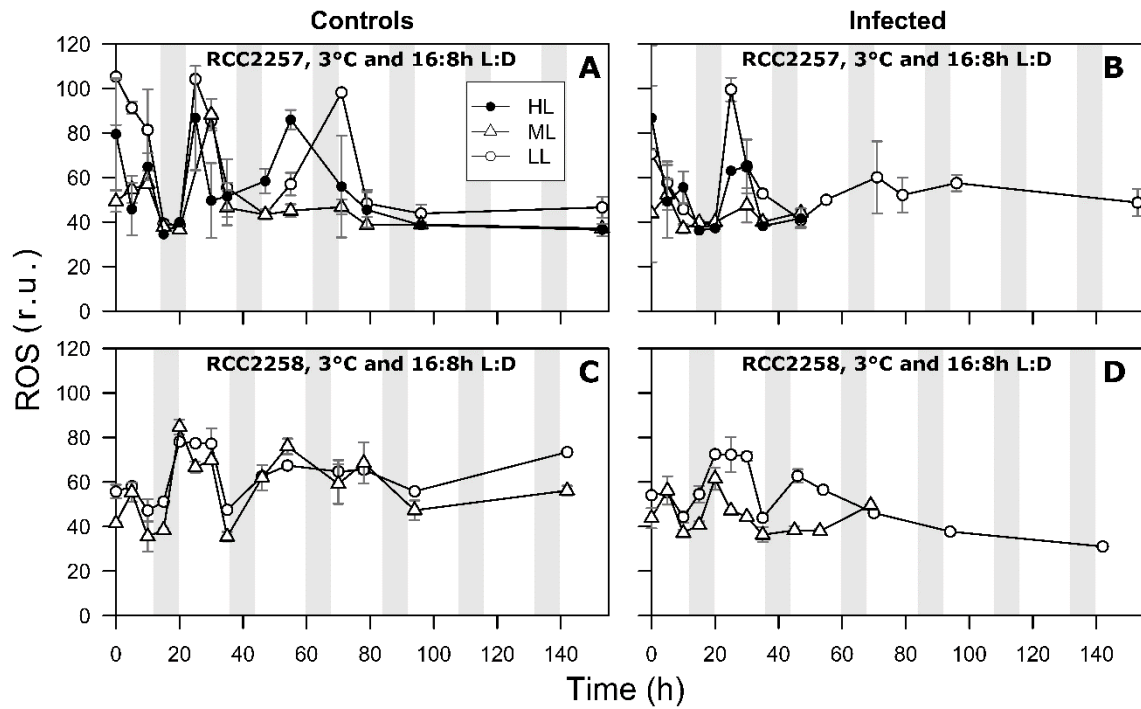 Controls
Infected
ROS (r.u.)
120
100
80
60
40
20
0
RCC2257, 3°C and 16:8h L:D
A
HL
ML
LL
RCC2257, 3°C and 16:8h L:D
B
120
100
80
60
40
20
0
RCC2258, 3°C and 16:8h L:D
C
RCC2258, 3°C and 16:8h L:D
D
0 20 40 60 80 100 120 140
0 20 40 60 80 100 120 140
Time (h)